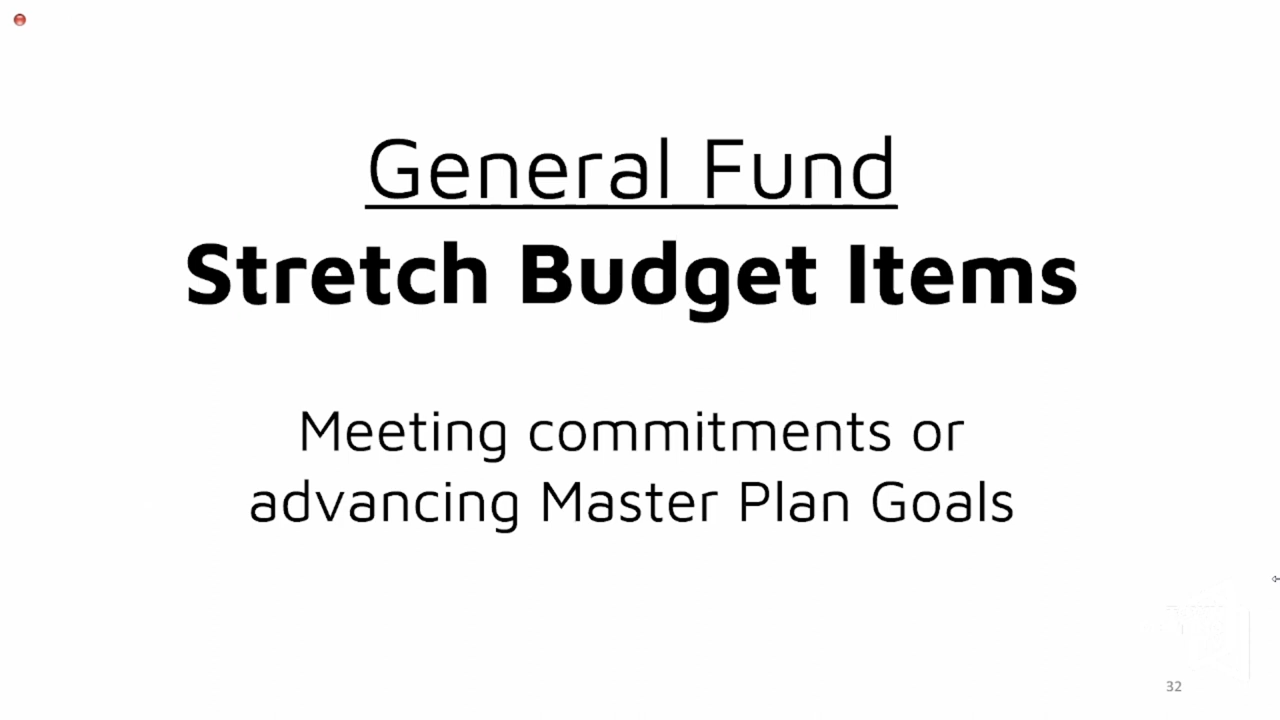 General Fund
Stretch Budget Items
Meeting commitments or
advancing Master Plan Goals
32